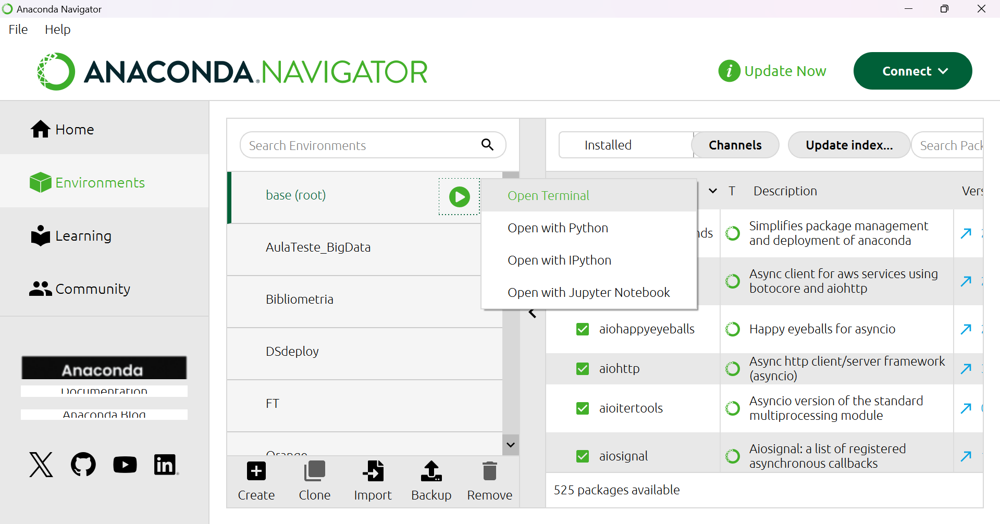 Anaconda Navigator
File Help
ANACONDA.NAVIGATOR
Update Now
Connect
Home
Environments
Learning
Community
Anaconda
Documentation
Anaconda Blog
Search Environments
base (root)
AulaTeste_BigData
Bibliometria
DSdeploy
FT
Orange
Create Clone Import Backup Remove
Open Terminal
Open with Python
Open with IPython
Open with Jupyter Notebook
Installed Channels Update index... Search Pack
T Description Vers
nds Simplifies package management
and deployment of anaconda
Async client for aws services using
botocore and aiohttp
aiohappyeyeballs Happy eyeballs for asyncio
aiohttp Async http client/server framework
(asyncio)
aioitertools Asyncio version of the standard
multiprocessing module
aiosignal Aiosignal: a list of registered
asynchronous callbacks
525 packages available